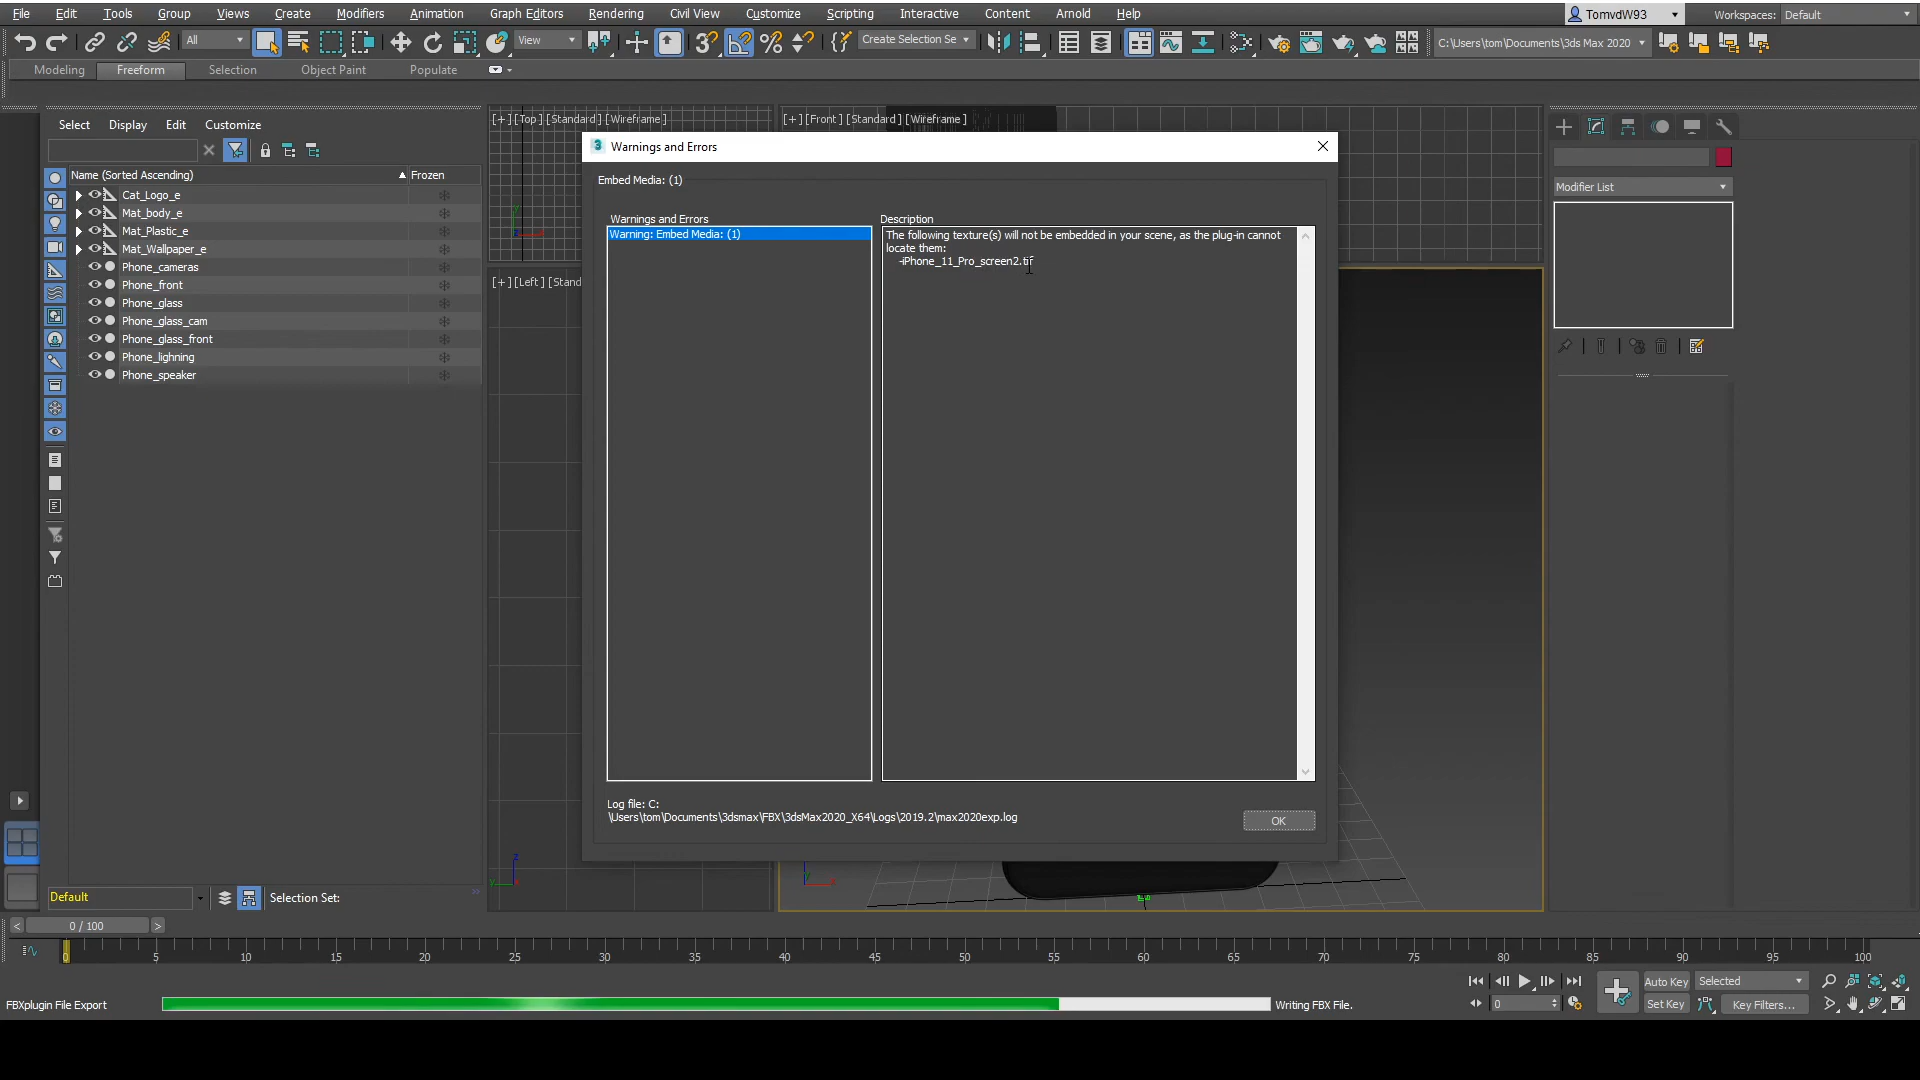 File Edit Tools Group Views Create Modifiers Animation Graph Editors Rendering Civil View Customize Scripting Interactive Content Arnold Help TomvdW93 Workspaces: Default
All View Create Selection Se C:\Users\tom\Documents\3ds Max 2020
Modeling Freeform Selection Object Paint Populate
Select Display Edit Customize
[+] [Top] [Standard] [Wireframe]
[+] [Front] [Standard] [Wireframe]
[+] [Left] [Stand
Name (Sorted Ascending) Frozen
Cat_Logo_e
Mat_body_e
Mat_Plastic_e
Mat_Wallpaper_e
Phone_cameras
Phone_front
Phone_glass
Phone_glass_cam
Phone_glass_front
Phone_lighning
Phone_speaker
Warnings and Errors
Embed Media: (1)
Warnings and Errors
Warning: Embed Media: (1)
Description
The following texture(s) will not be embedded in your scene, as the plug-in cannot
locate them:
-iPhone_11_Pro_screen2.tif
Log file: C:
\Users\tom\Documents\3dsmax\FBX\3dsMax2020_X64\Logs\2019.2\max2020exp.log
OK
Modifier List
Default Selection Set:
< 0 / 100 >
0 5 10 15 20 25 30 35 40 45 50 55 60 65 70 75 80 85 90 95 100
FBXplugin File Export Writing FBX File.
Auto Key Selected
0 Set Key Key Filters...